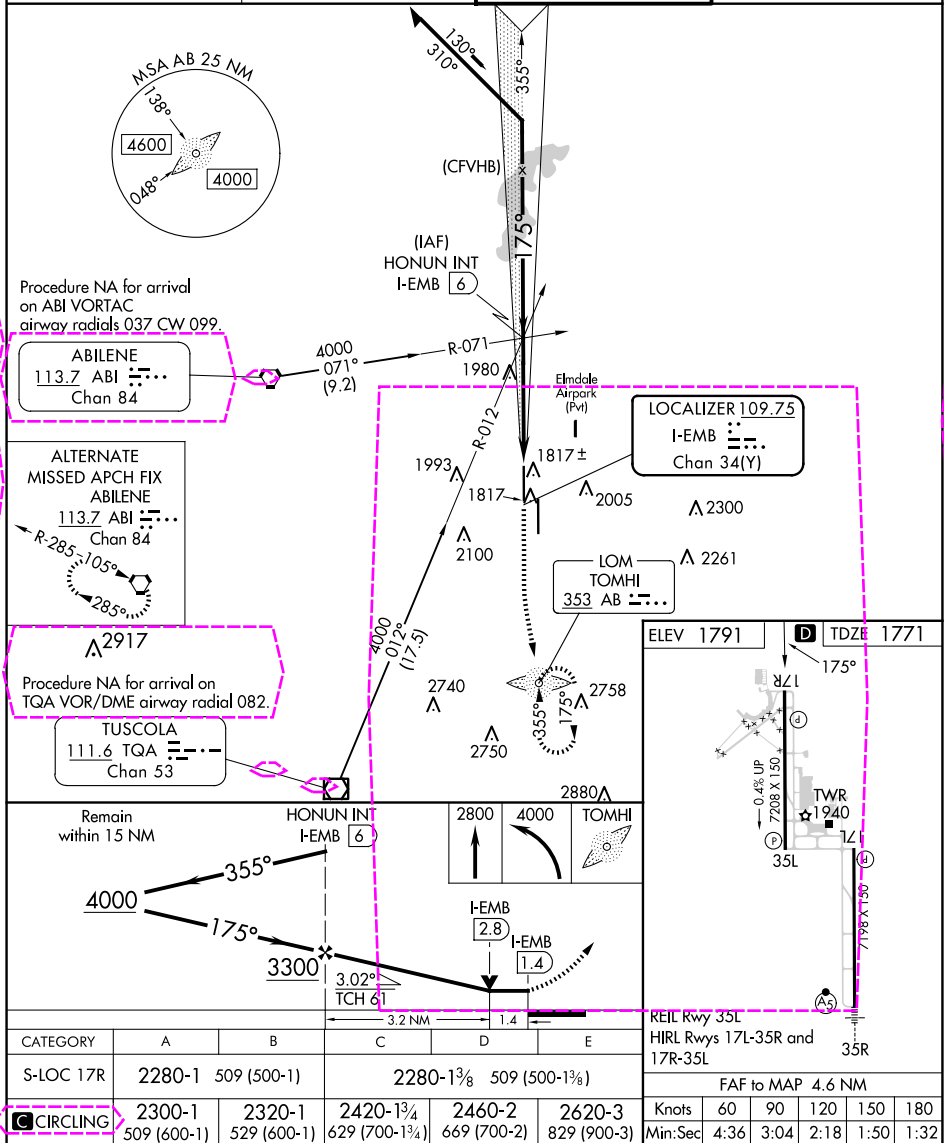 MSA AB 25 NM
138°
4600
4000
048°
130°
310°
355°
(CFVHB)
175°
(IAF)
HONUN INT
I-EMB 6
Procedure NA for arrival
on ABI VORTAC
airway radials 037 CW 099.
ABILENE
113.7 ABI
Chan 84
4000
071°
(9.2)
R-071
1980
R-012
Elmdale
Airpark
(Pvt)
LOCALIZER 109.75
I-EMB
Chan 34(Y)
ALTERNATE
MISSED APCH FIX
ABILENE
113.7 ABI
Chan 84
R-285
105°
285°
1993
1817 ±
1817
2005
2300
2100
2261
LOM
TOMHI
353 AB
2917
4000
012°
(17.5)
Procedure NA for arrival on
TQA VOR/DME airway radial 082.
TUSCOLA
111.6 TQA
Chan 53
2740
2750
355°
175°
2758
2880
ELEV 1791
D
TDZE 1771
175°
17R
P
0.4% UP
7208 X 150
TWR
1940
P
35L
17L
P
7198 X 150
A5
35R
REIL Rwy 35L
HIRL Rwys 17L-35R and
17R-35L
Remain
within 15 NM
HONUN INT
I-EMB 6
2800
4000
TOMHI
355°
4000
175°
3300
3.02°
TCH 61
I-EMB
2.8
I-EMB
1.4
3.2 NM
1.4
CATEGORY A B C D E
S-LOC 17R 2280-1 509 (500-1) 2280-1⅜ 509 (500-1⅜)
C CIRCLING 2300-1 2320-1 2420-1¾ 2460-2 2620-3
509 (600-1) 529 (600-1) 629 (700-1¾) 669 (700-2) 829 (900-3)
FAF to MAP 4.6 NM
Knots 60 90 120 150 180
Min:Sec 4:36 3:04 2:18 1:50 1:32